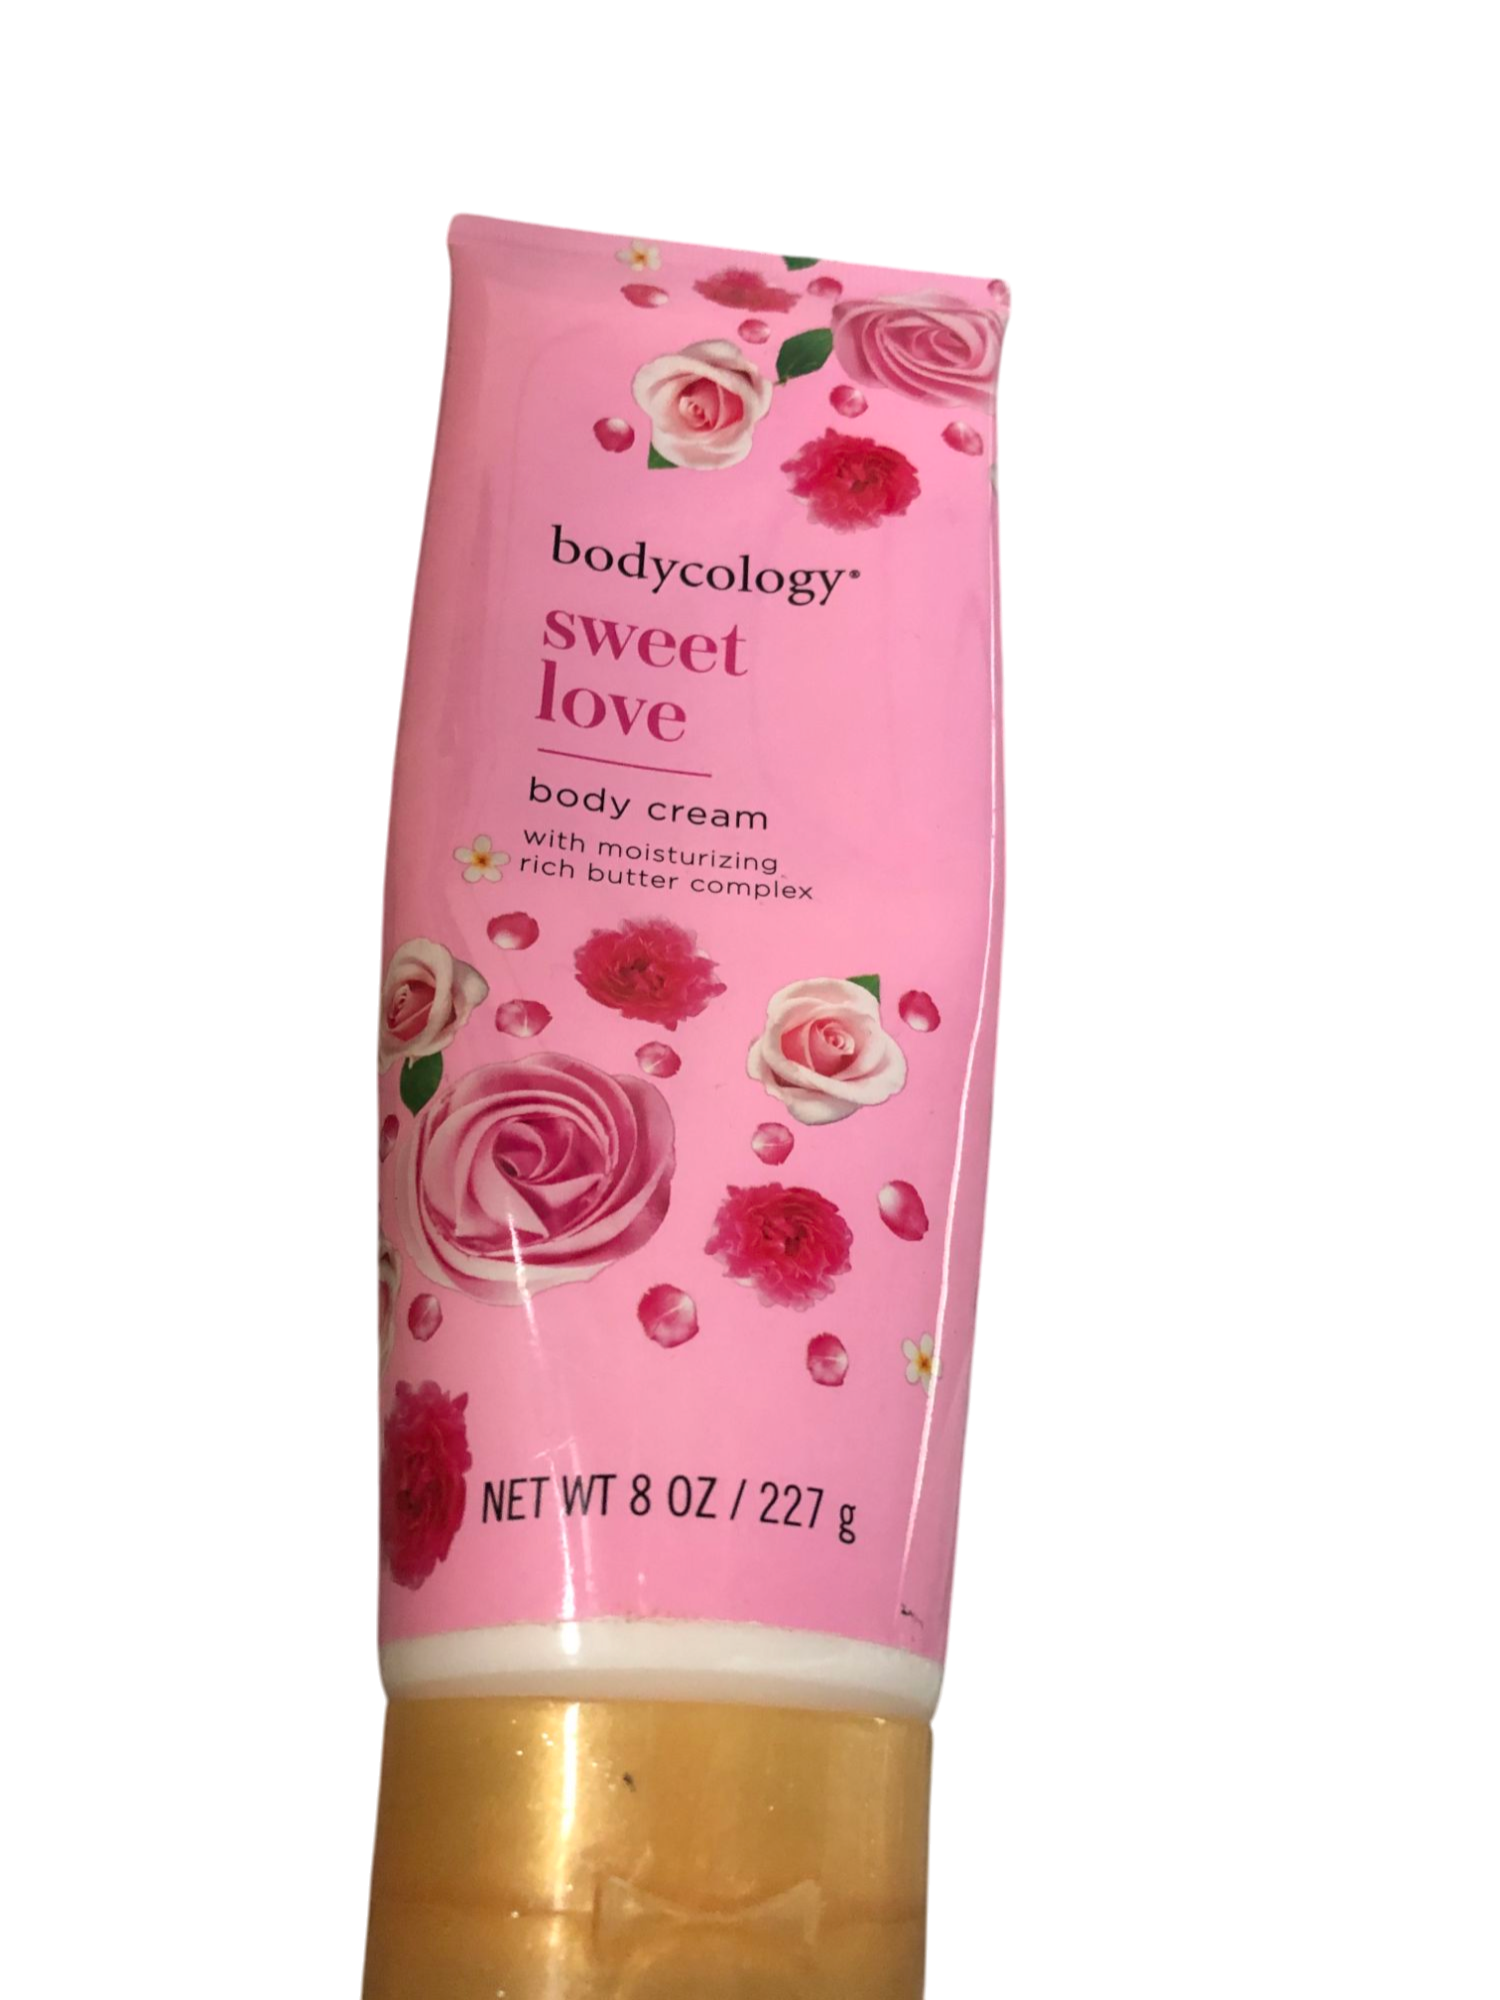 bodycology®
sweet
love
body cream
with moisturizing
rich butter complex
NET WT 8 OZ / 227 g